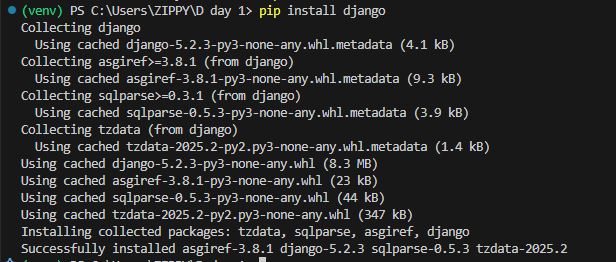 (venv) PS C:\Users\ZIPPY\D day 1> pip install django
Collecting django
  Using cached django-5.2.3-py3-none-any.whl.metadata (4.1 kB)
Collecting asgiref>=3.8.1 (from django)
  Using cached asgiref-3.8.1-py3-none-any.whl.metadata (9.3 kB)
Collecting sqlparse>=0.3.1 (from django)
  Using cached sqlparse-0.5.3-py3-none-any.whl.metadata (3.9 kB)
Collecting tzdata (from django)
  Using cached tzdata-2025.2-py2.py3-none-any.whl.metadata (1.4 kB)
Using cached django-5.2.3-py3-none-any.whl (8.3 MB)
Using cached asgiref-3.8.1-py3-none-any.whl (23 kB)
Using cached sqlparse-0.5.3-py3-none-any.whl (44 kB)
Using cached tzdata-2025.2-py2.py3-none-any.whl (347 kB)
Installing collected packages: tzdata, sqlparse, asgiref, django
Successfully installed asgiref-3.8.1 django-5.2.3 sqlparse-0.5.3 tzdata-2025.2